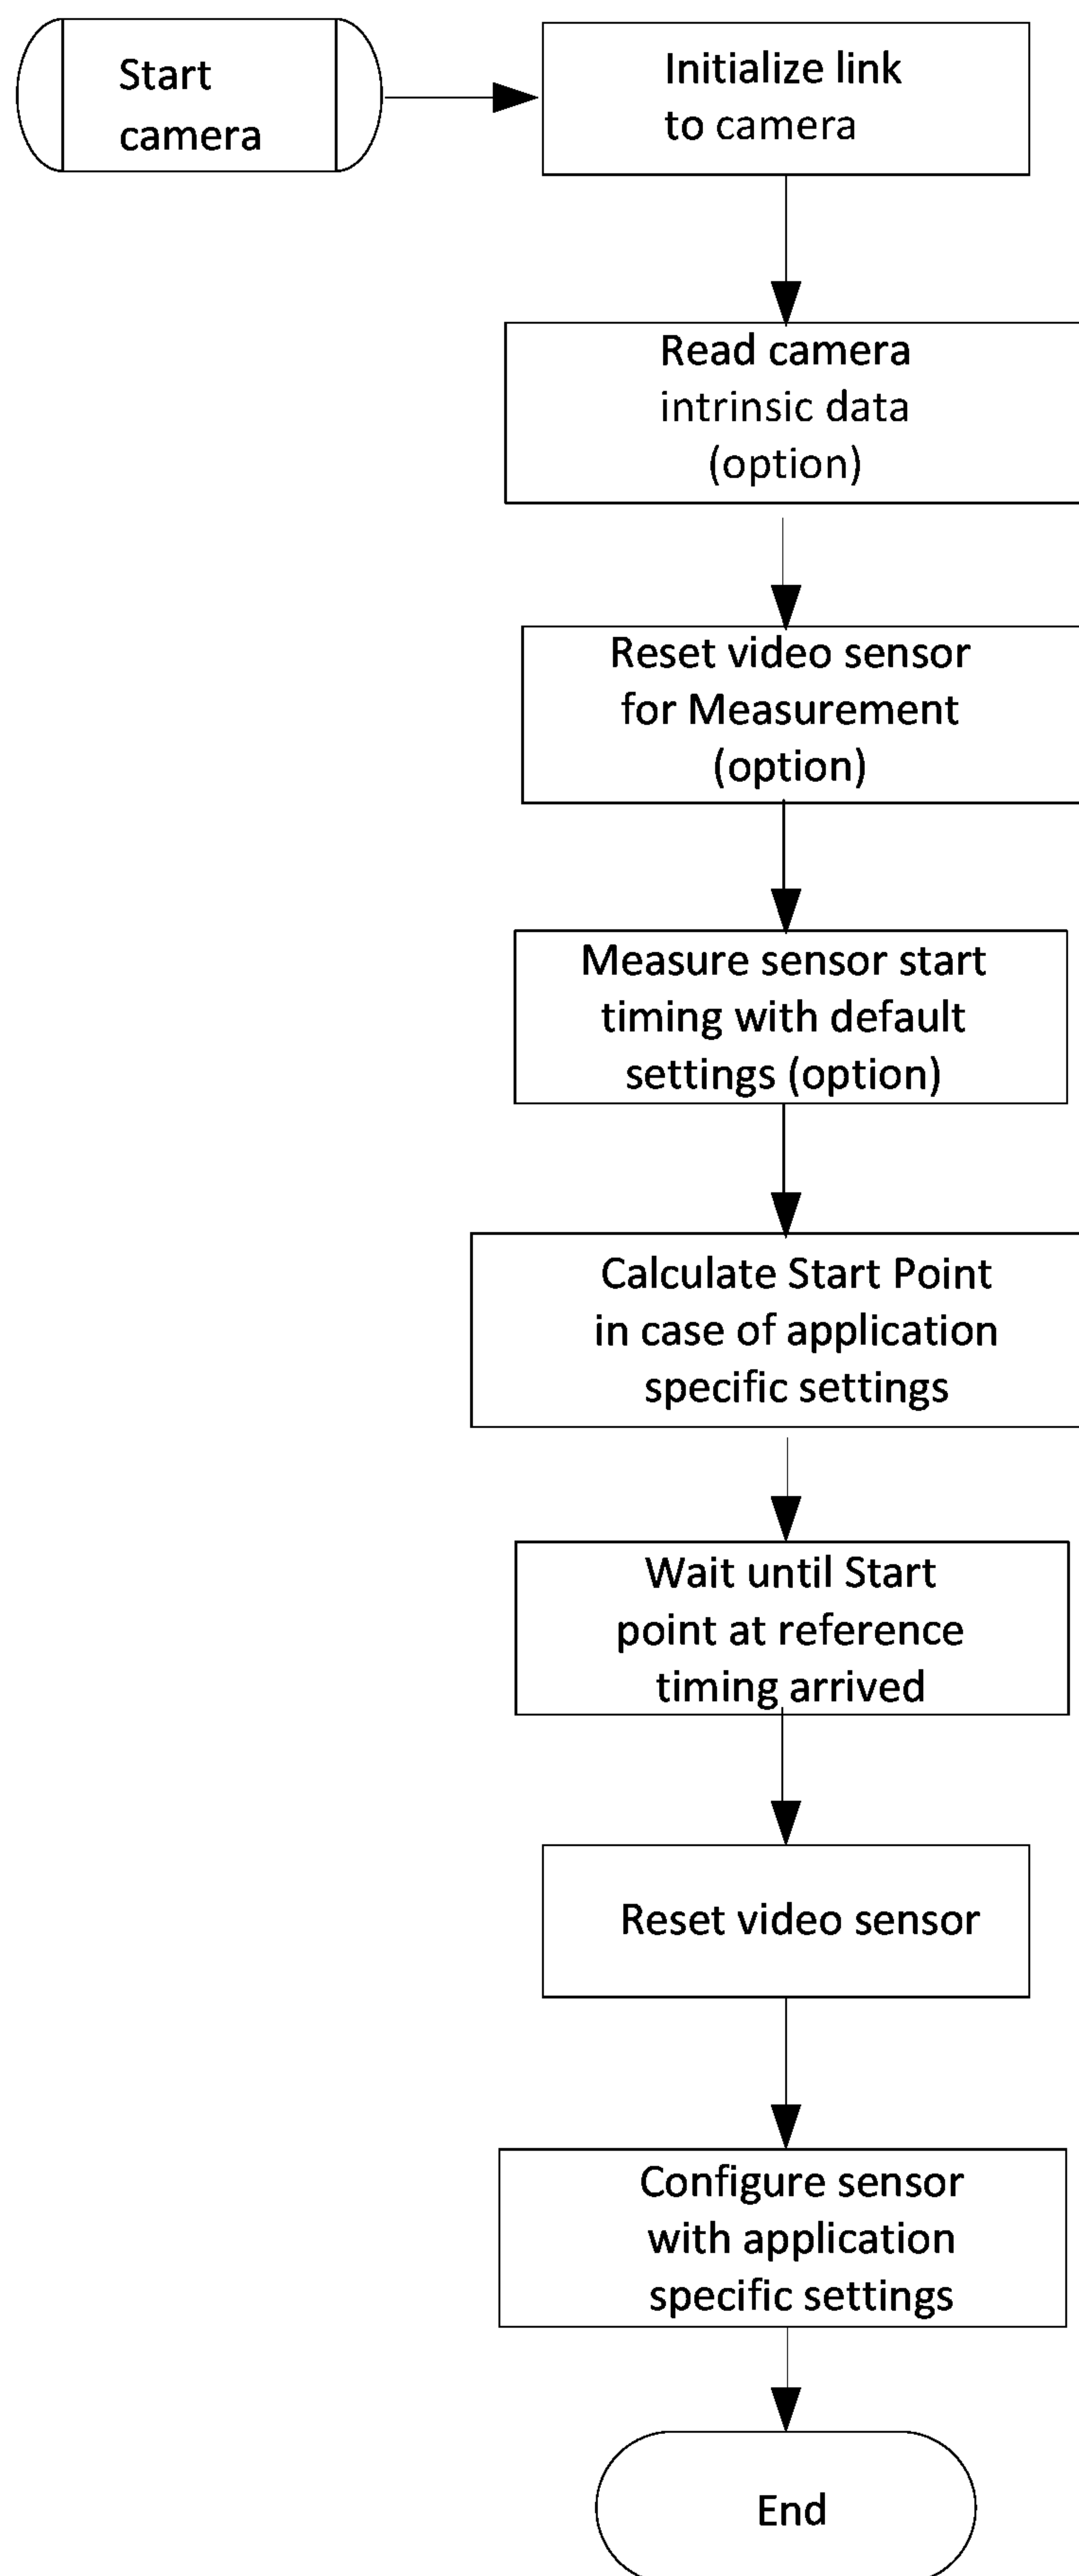 Start
camera
Initialize link
to camera
Read camera
intrinsic data
(option)
Reset video sensor
for Measurement
(option)
Measure sensor start
timing with default
settings (option)
Calculate Start Point
in case of application
specific settings
Wait until Start
point at reference
timing arrived
Reset video sensor
Configure sensor
with application
specific settings
End